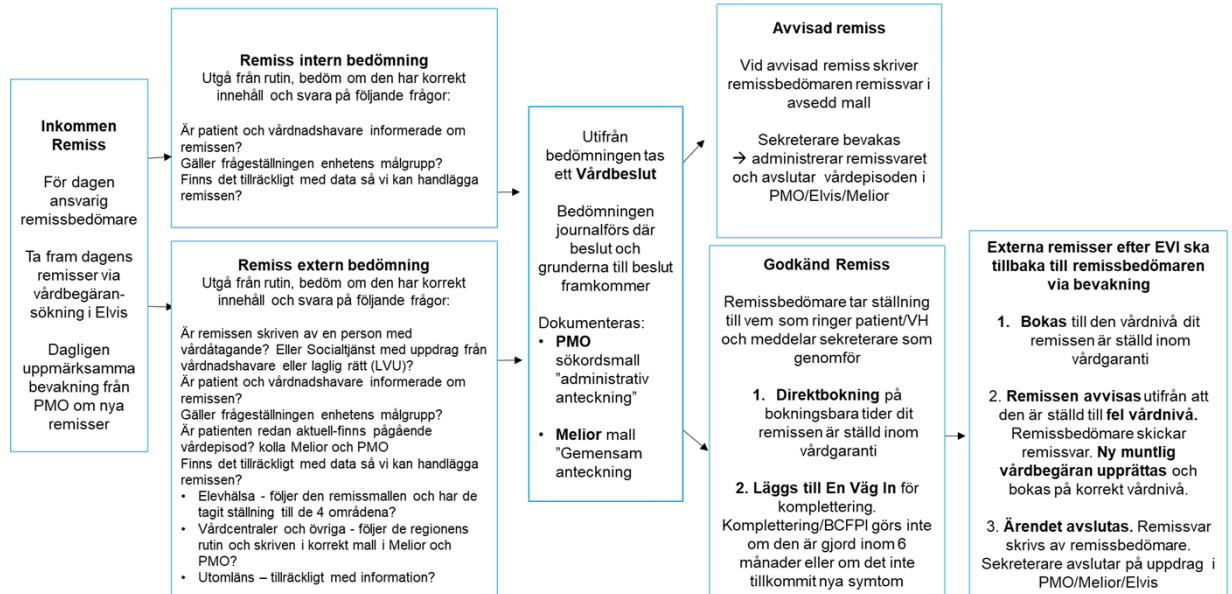 Inkommen
Remiss
För dagen
ansvarig
remissbedömare
Ta fram dagens
remisser via
vårdbegäran-
sökning i Elvis
Dagligen
uppmärksamma
bevakning från
PMO om nya
remisser
Remiss intern bedömning
Utgå från rutin, bedöm om den har korrekt
innehåll och svara på följande frågor:
Är patient och vårdnadshavare informerade om
remissen?
Gäller frågeställningen enhetens målgrupp?
Finns det tillräckligt med data så vi kan handlägga
remissen?
Remiss extern bedömning
Utgå från rutin, bedöm om den har korrekt
innehåll och svara på följande frågor:
Är remissen skriven av en person med
vårdåtagande? Eller Socialtjänst med uppdrag från
vårdnadshavare eller laglig rätt (LVU)?
Är patient och vårdnadshavare informerade om
remissen?
Gäller frågeställningen enhetens målgrupp?
Är patienten redan aktuell-finns pågående
vårdepisod? kolla Melior och PMO
Finns det tillräckligt med data så vi kan handlägga
remissen?
• Elevhälsa - följer den remissmallen och har de
tagit ställning till de 4 områdena?
• Vårdcentraler och övriga - följer de regionens
rutin och skriven i korrekt mall i Melior och
PMO?
• Utomläns – tillräckligt med information?
Utifrån
bedömningen tas
ett Vårdbeslut
Bedömningen
journalförs där
beslut och
grunderna till beslut
framkommer
Dokumenteras:
• PMO
sökordsmall
"administrativ
anteckning"
• Melior mall
"Gemensam
anteckning
Avvisad remiss
Vid avvisad remiss skriver
remissbedömaren remissvar i
avsedd mall
Sekreterare bevakas
→ administrerar remissvaret
och avslutar vårdepisoden i
PMO/Elvis/Melior
Godkänd Remiss
Remissbedömare tar ställning
till vem som ringer patient/VH
och meddelar sekreterare som
genomför
1. Direktbokning på
bokningsbara tider dit
remissen är ställd inom
vårdgaranti
2. Läggs till En Väg In för
komplettering.
Komplettering/BCFPI görs inte
om den är gjord inom 6
månader eller om det inte
tillkommit nya symtom
Externa remisser efter EVI ska
tillbaka till remissbedömaren
via bevakning
1. Bokas till den vårdnivå dit
remissen är ställd inom
vårdgaranti
2. Remissen avvisas utifrån att
den är ställd till fel vårdnivå.
Remissbedömare skickar
remissvar. Ny muntlig
vårdbegäran upprättas och
bokas på korrekt vårdnivå.
3. Ärendet avslutas. Remissvar
skrivs av remissbedömare.
Sekreterare avslutar på uppdrag i
PMO/Melior/Elvis